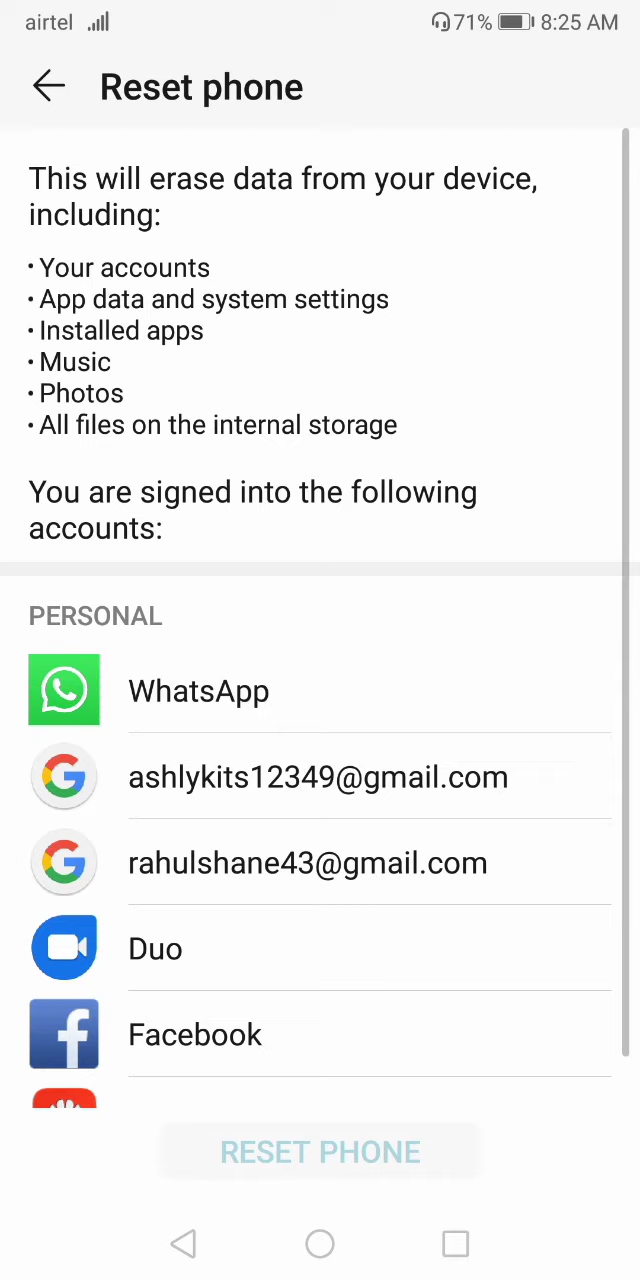 airtel 71% 8:25 AM
Reset phone
This will erase data from your device,
including:
• Your accounts
• App data and system settings
• Installed apps
• Music
• Photos
• All files on the internal storage
You are signed into the following
accounts:
PERSONAL
WhatsApp
ashlykits12349@gmail.com
rahulshane43@gmail.com
Duo
Facebook
RESET PHONE